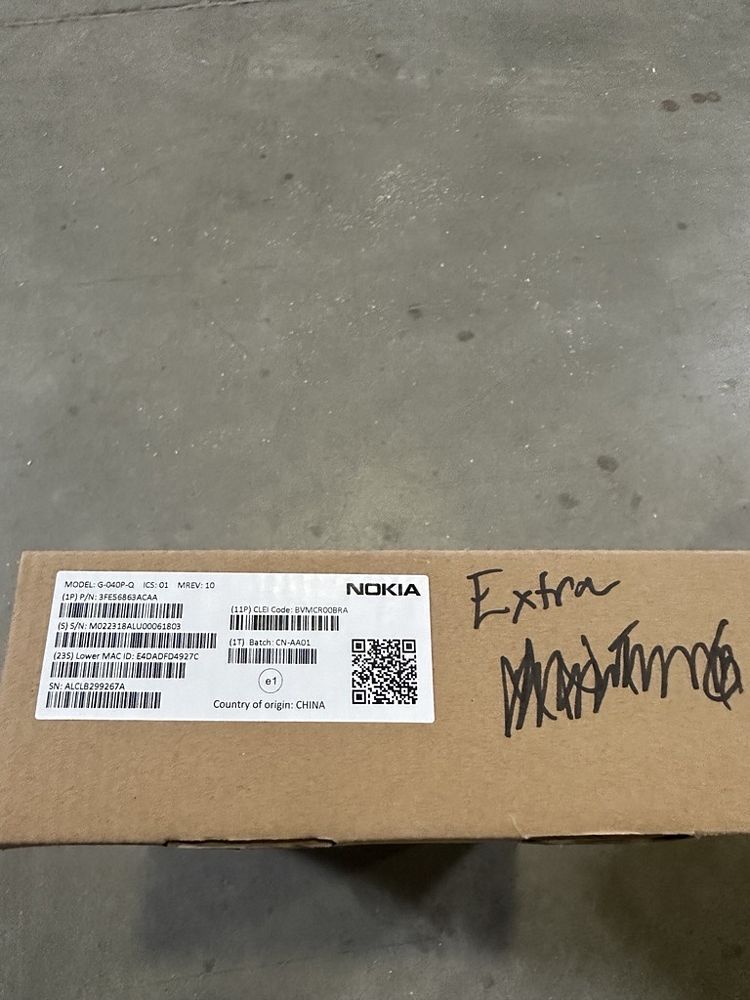 MODEL: G-040P-Q ICS: 01 MREV: 10
NOKIA
(1P) P/N: 3FE56863ACAA
(11P) CLEI Code: BVMCR00BRA
(S) S/N: M022318ALU00061803
(1T) Batch: CN-AA01
(23S) Lower MAC ID: E4DADFD4927C
e1
SN: ALCLB299267A
Country of origin: CHINA
Extra